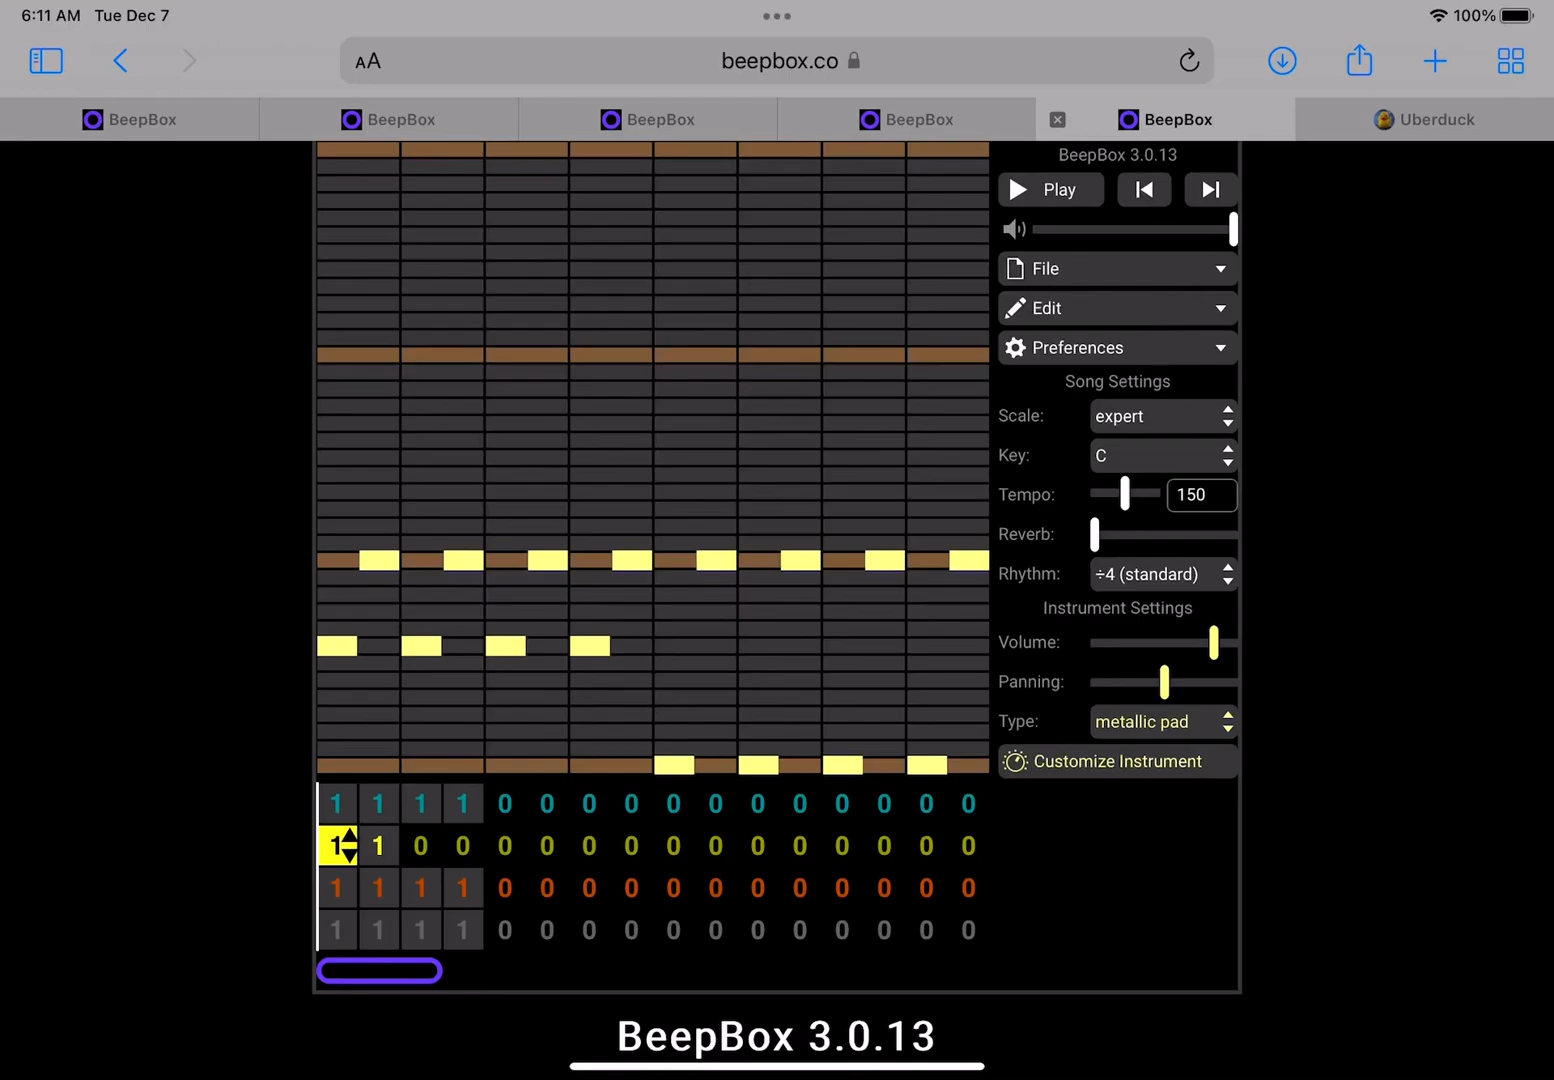 6:11 AM Tue Dec 7
100%
AA
beepbox.co
BeepBox BeepBox BeepBox BeepBox BeepBox Uberduck
BeepBox 3.0.13
Play
File
Edit
Preferences
Song Settings
Scale: expert
Key: C
Tempo: 150
Reverb:
Rhythm: ÷4 (standard)
Instrument Settings
Volume:
Panning:
Type: metallic pad
Customize Instrument
1 1 1 1 0 0 0 0 0 0 0 0 0 0 0 0
1 1 0 0 0 0 0 0 0 0 0 0 0 0 0 0
1 1 1 1 0 0 0 0 0 0 0 0 0 0 0 0
1 1 1 1 0 0 0 0 0 0 0 0 0 0 0 0
BeepBox 3.0.13